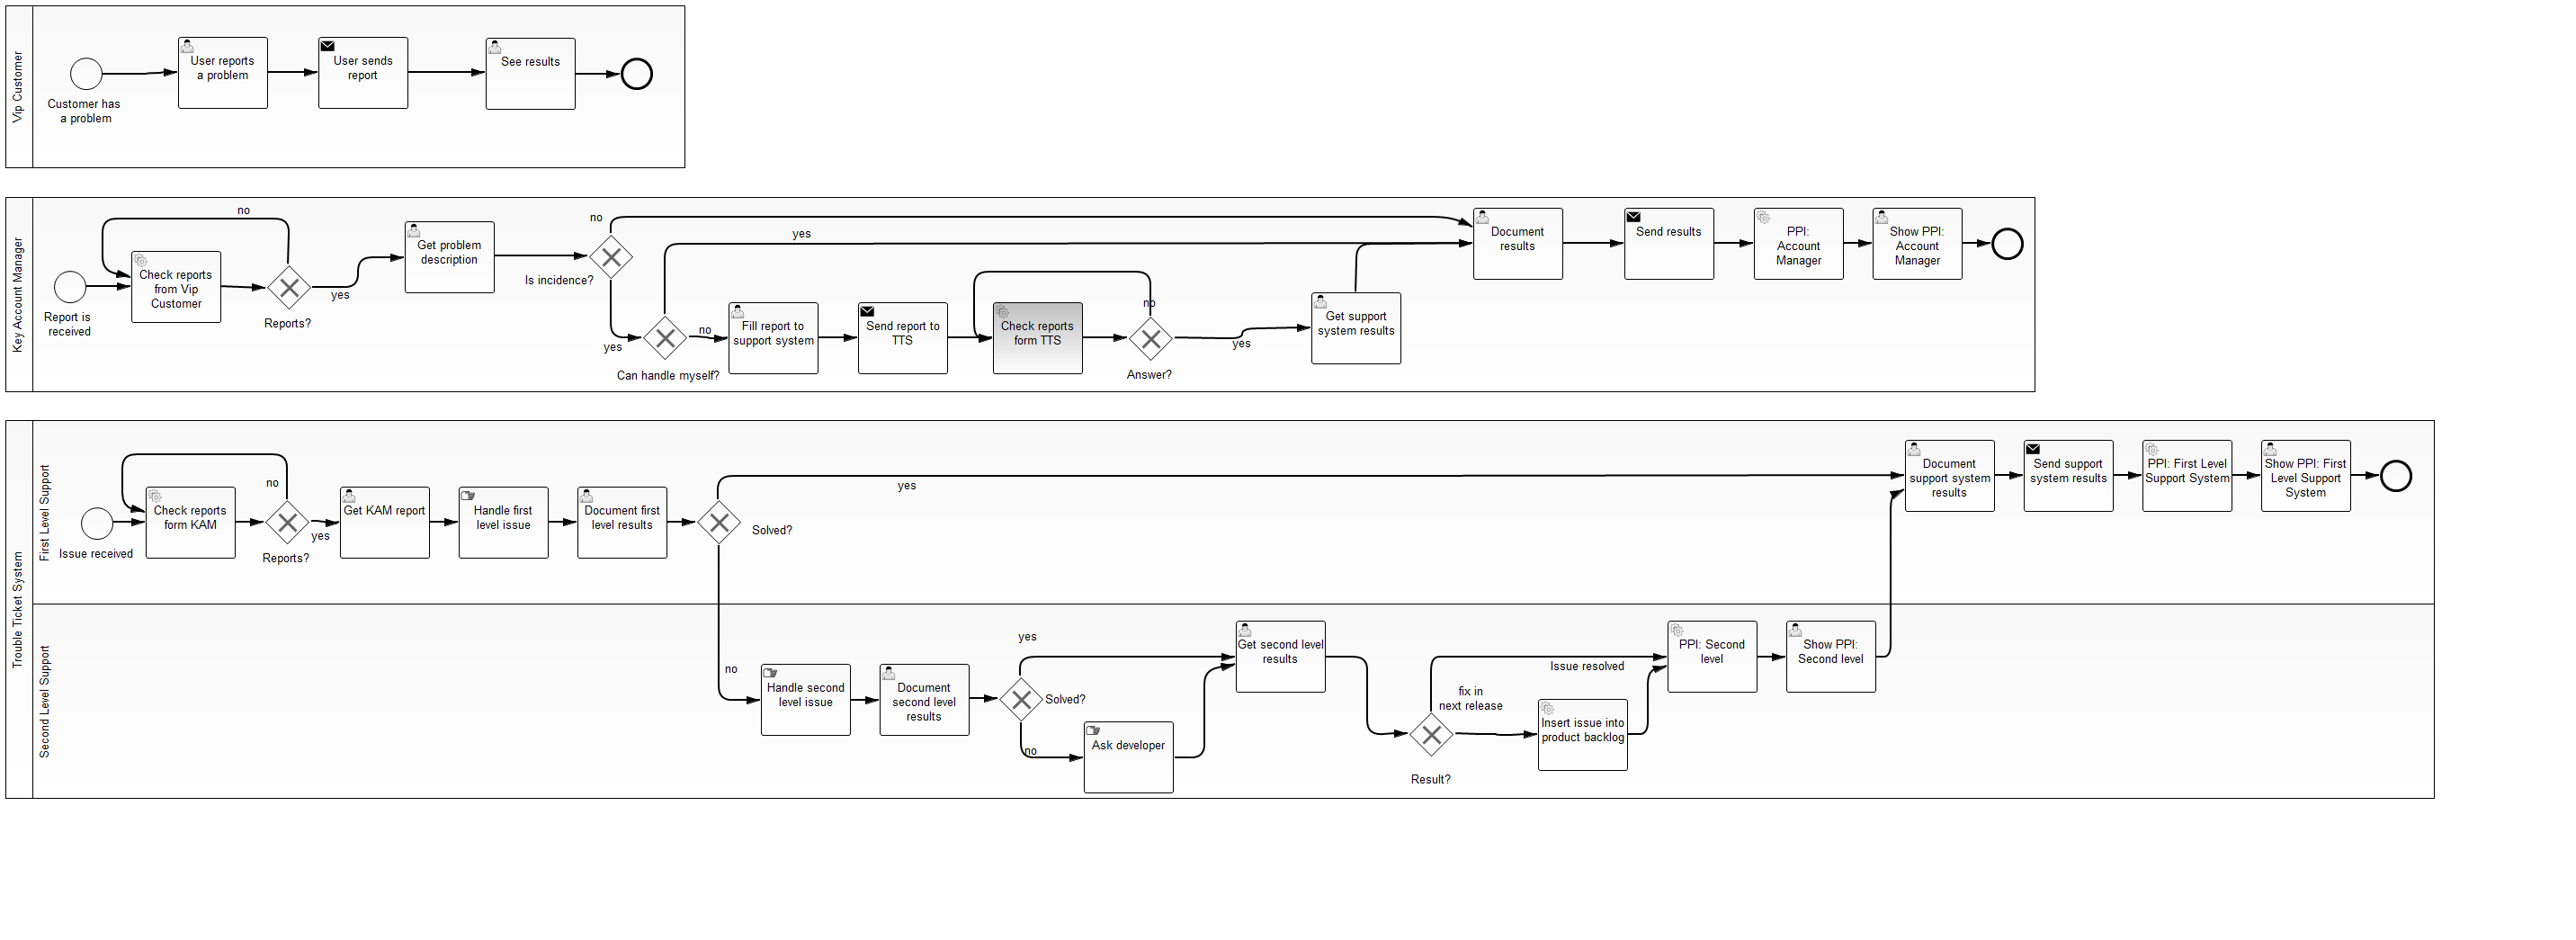 Vip Customer
Customer has
a problem
User reports
a problem
User sends
report
See results
Key Account Manager
Report is
received
no
Check reports
from Vip
Customer
Reports?
yes
Get problem
description
no
Is incidence?
yes
yes
Can handle myself?
no
Fill report to
support system
Send report to
TTS
Check reports
form TTS
no
Answer?
yes
Get support
system results
Document
results
Send results
PPI:
Account
Manager
Show PPI:
Account
Manager
Trouble Ticket System
First Level Support
Issue received
no
Check reports
form KAM
Reports?
yes
Get KAM report
Handle first
level issue
Document first
level results
Solved?
yes
Document
support system
results
Send support
system results
PPI: First Level
Support System
Show PPI: First
Level Support
System
Second Level Support
no
Handle second
level issue
Document
second level
results
yes
Solved?
no
Ask developer
Get second level
results
Result?
Issue resolved
fix in
next release
Insert issue into
product backlog
PPI: Second
level
Show PPI:
Second level